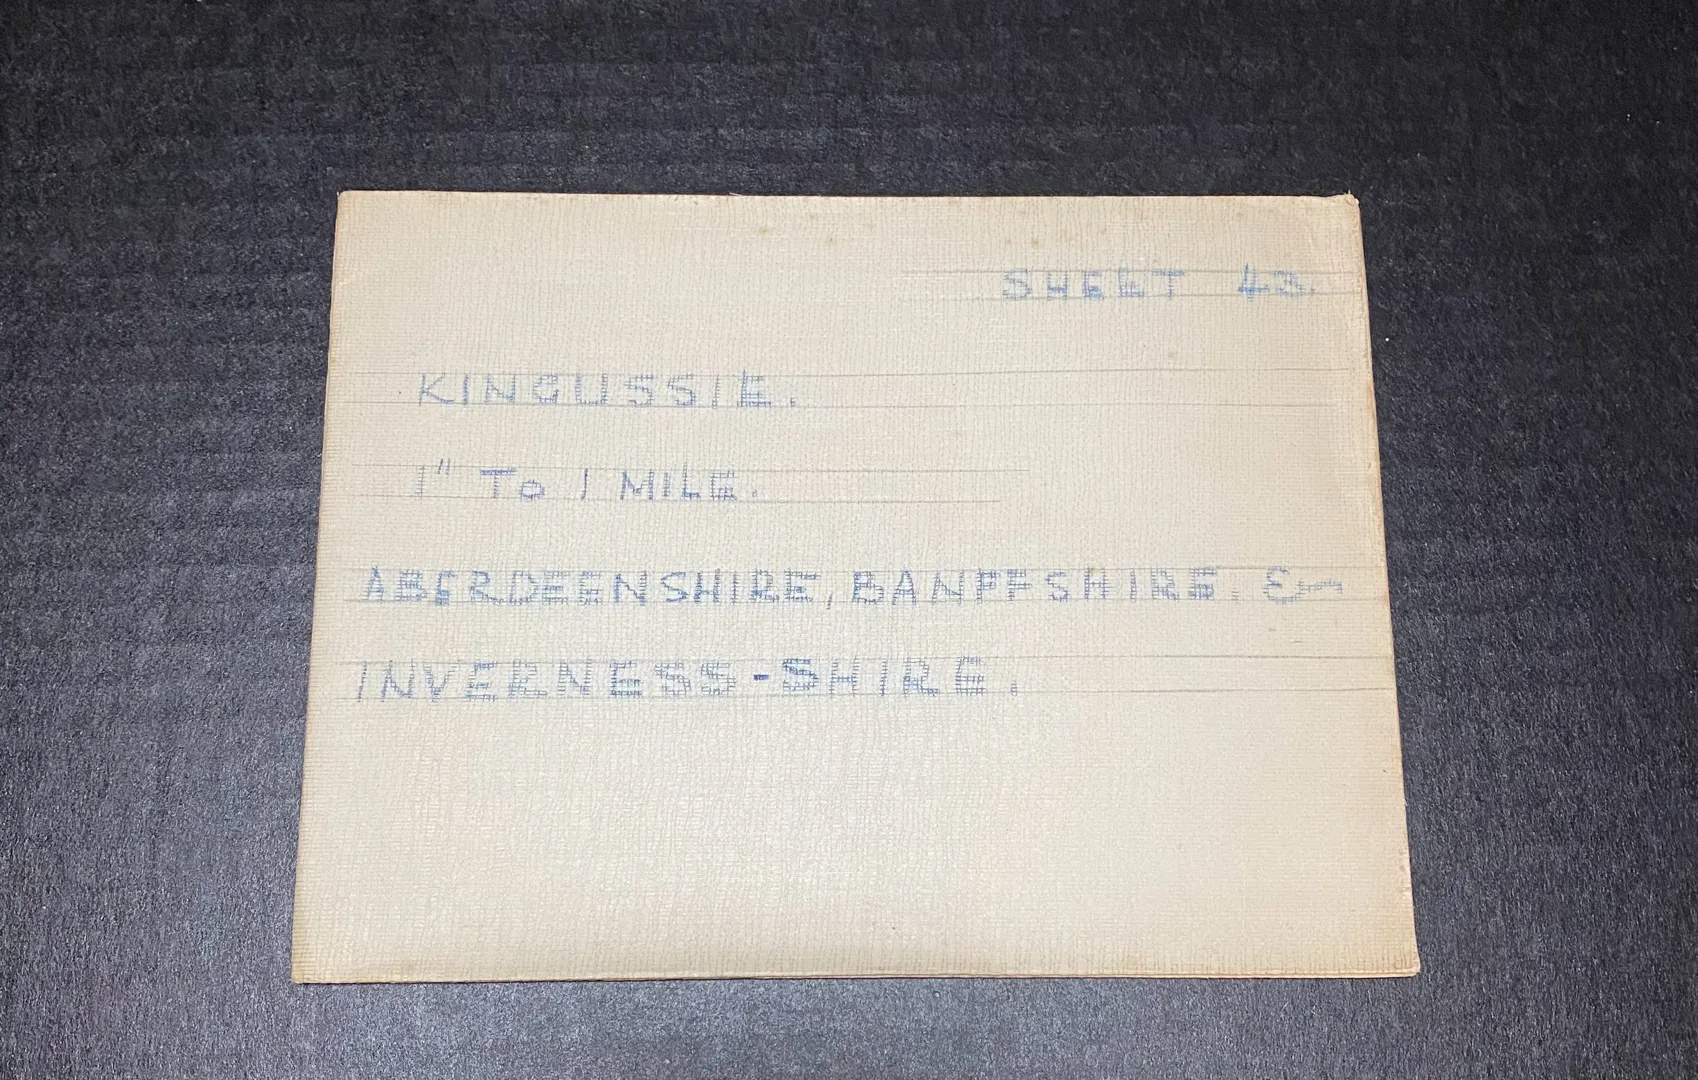 SHEET 43.
KINGUSSIE.
1" To 1 MILE.
ABERDEENSHIRE, BANFFSHIRE, &
INVERNESS-SHIRE.